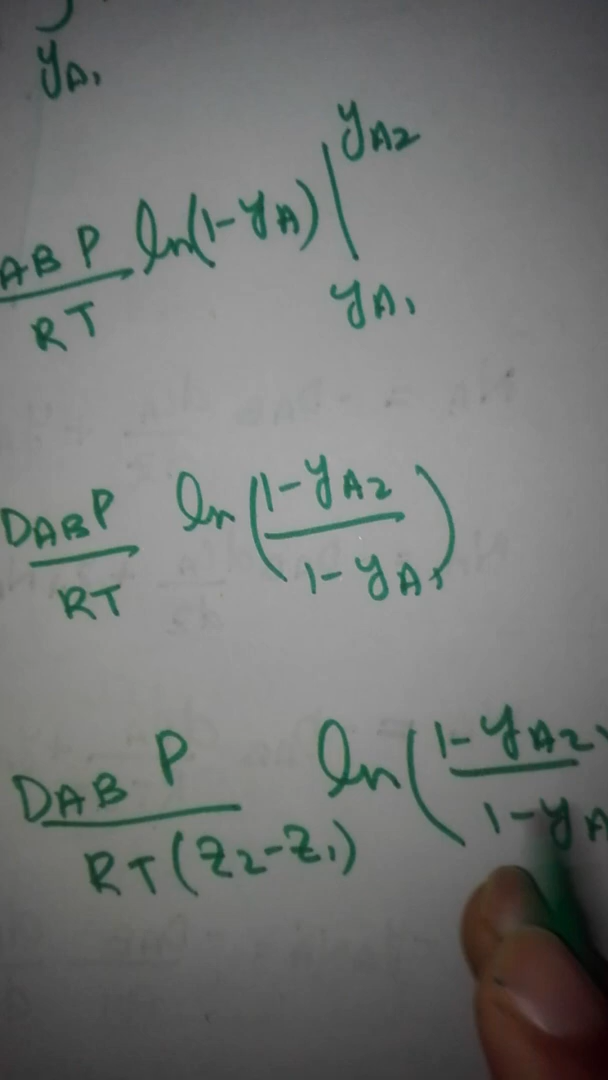 yA1
ABP/RT ln(1-yA)|yA2 yA1
DABP/RT ln(1-yA2/1-yA1)
DABP/RT(z2-z1) ln(1-yA2/1-yA